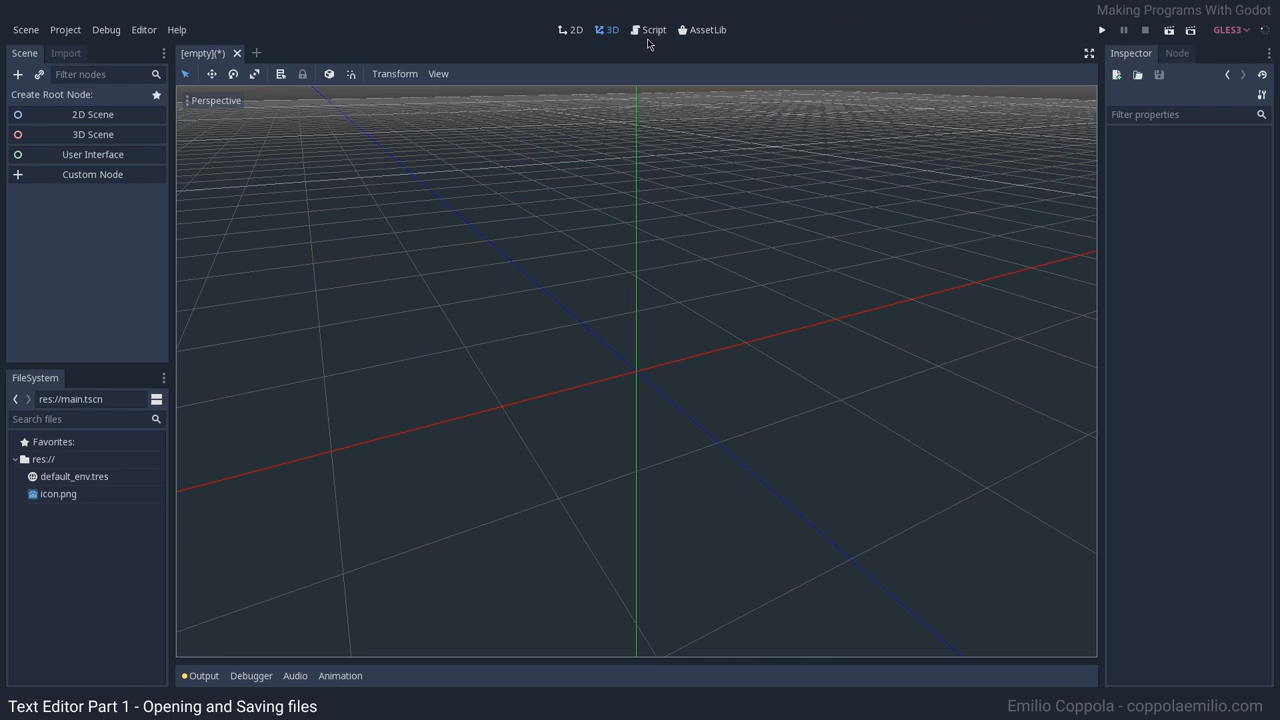 Making Programs With Godot
Scene Project Debug Editor Help
2D 3D Script AssetLib
GLES3
Scene Import
[empty](*)
Inspector Node
Filter nodes
Transform View
Create Root Node:
Perspective
2D Scene
Filter properties
3D Scene
User Interface
Custom Node
FileSystem
res://main.tscn
Search files
Favorites:
res://
default_env.tres
icon.png
Output Debugger Audio Animation
Text Editor Part 1 - Opening and Saving files
Emilio Coppola - coppolaemilio.com